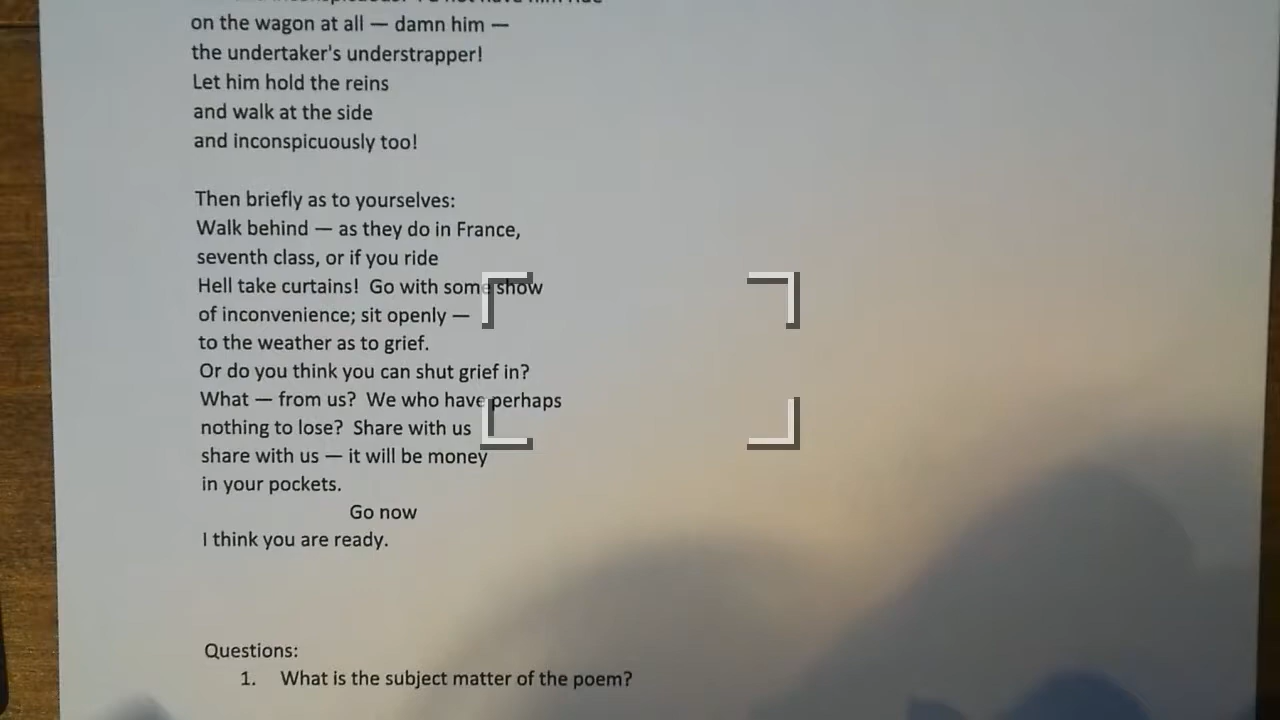 on the wagon at all — damn him —
the undertaker's understrapper!
Let him hold the reins
and walk at the side
and inconspicuously too!
Then briefly as to yourselves:
Walk behind — as they do in France,
seventh class, or if you ride
Hell take curtains! Go with some show
of inconvenience; sit openly —
to the weather as to grief.
Or do you think you can shut grief in?
What — from us? We who have perhaps
nothing to lose? Share with us
share with us — it will be money
in your pockets.
Go now
I think you are ready.
Questions:
1. What is the subject matter of the poem?